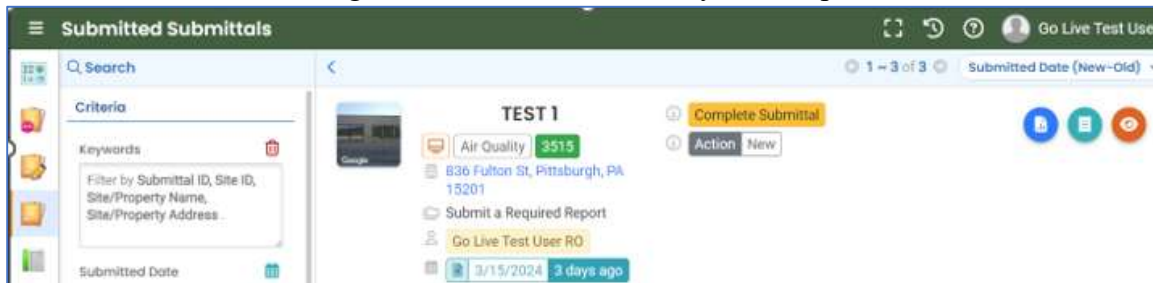 Submitted Submittals
Go Live Test Use
Search
1 – 3 of 3
Submitted Date (New-Old)
Criteria
Keywords
Filter by Submittal ID, Site ID,
Site/Property Name,
Site/Property Address
Submitted Date
Google
TEST 1
Air Quality 3515
836 Fulton St, Pittsburgh, PA
15201
Submit a Required Report
Go Live Test User RO
3/15/2024 3 days ago
Complete Submittal
Action New